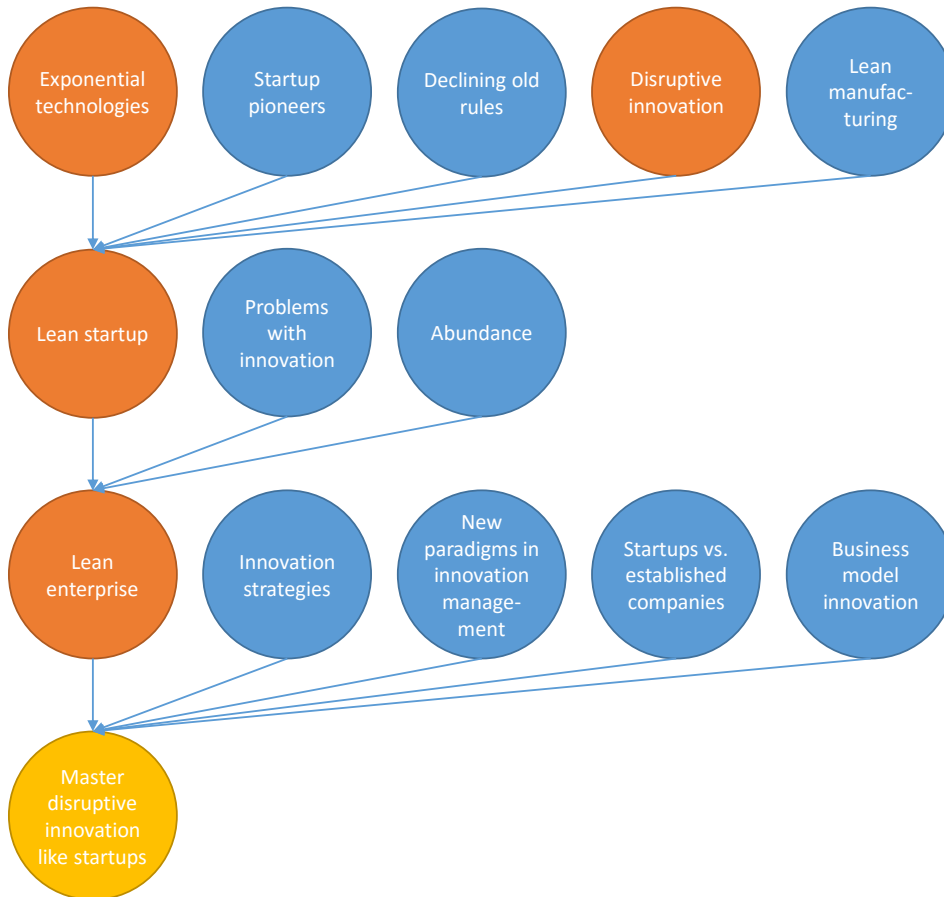 Exponential
technologies
Startup
pioneers
Declining old
rules
Disruptive
innovation
Lean
manufac-
turing
Lean startup
Problems
with
innovation
Abundance
Lean
enterprise
Innovation
strategies
New
paradigms in
innovation
manage-
ment
Startups vs.
established
companies
Business
model
innovation
Master
disruptive
innovation
like startups